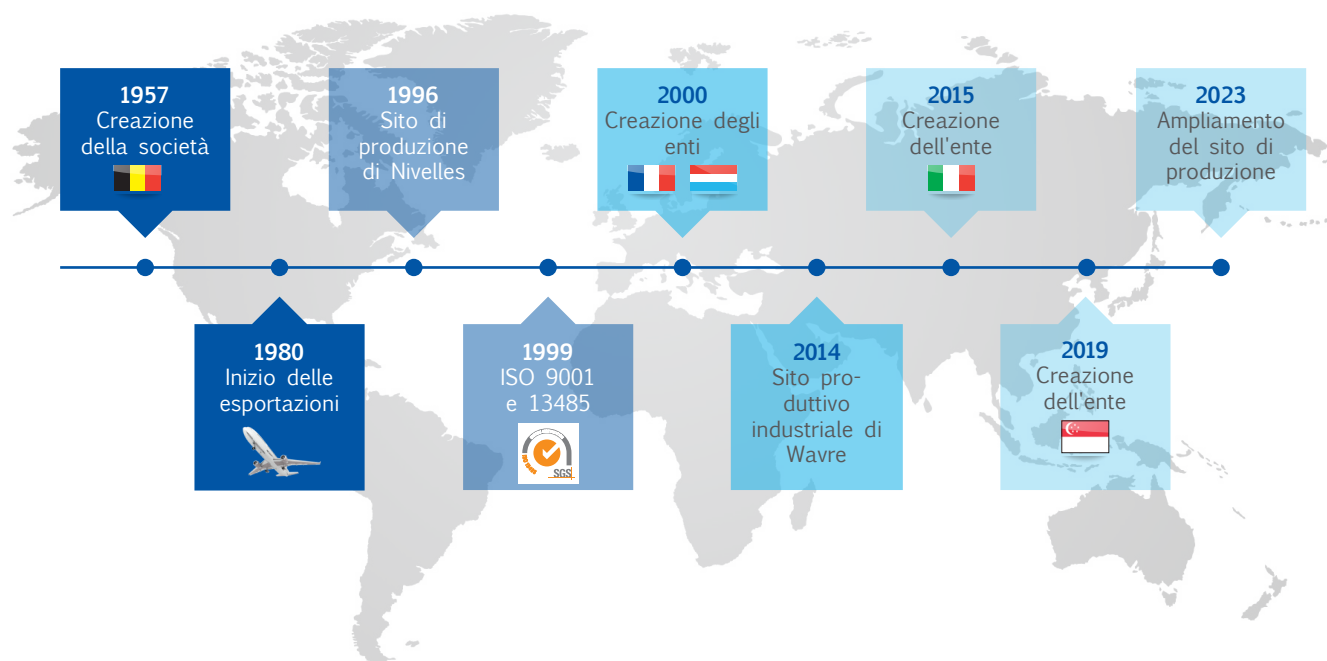 1957
Creazione
della società
1980
Inizio delle
esportazioni
1996
Sito di
produzione
di Nivelles
1999
ISO 9001
e 13485
SGS
2000
Creazione degli
enti
2014
Sito pro-
duttivo
industriale di
Wavre
2015
Creazione
dell'ente
2019
Creazione
dell'ente
2023
Ampliamento
del sito di
produzione